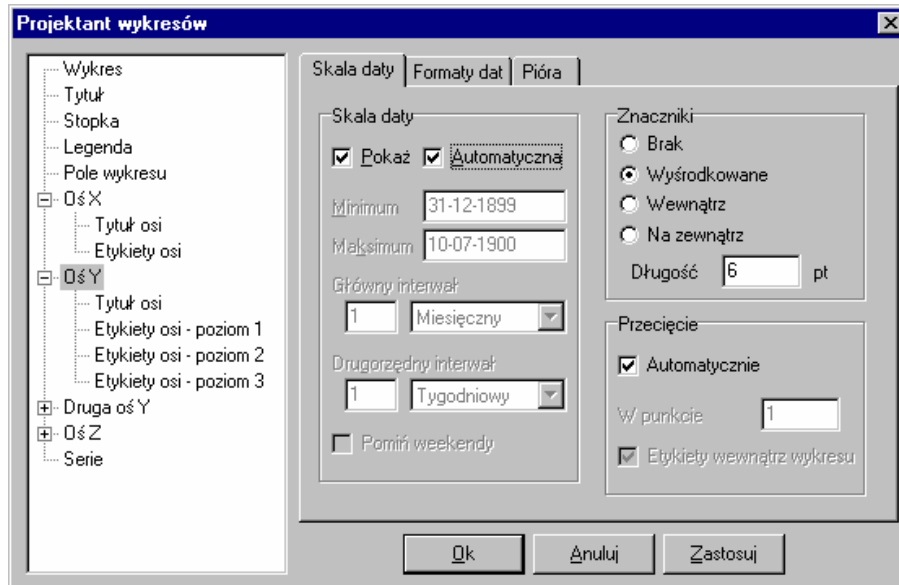 Projektant wykresów
Wykres
Tytuł
Stopka
Legenda
Pole wykresu
Oś X
Tytuł osi
Etykiety osi
Oś Y
Tytuł osi
Etykiety osi - poziom 1
Etykiety osi - poziom 2
Etykiety osi - poziom 3
Druga oś Y
Oś Z
Serie
Skala daty Formaty dat Pióra
Skala daty
Pokaż Automatyczna
Minimum 31-12-1899
Maksimum 10-07-1900
Główny interwał
1 Miesięczny
Drugorzędny interwał
1 Tygodniowy
Pomiń weekendy
Znaczniki
Brak
Wyśrodkowane
Wewnątrz
Na zewnątrz
Długość 6 pt
Przecięcie
Automatycznie
W punkcie 1
Etykiety wewnątrz wykresu
Ok Anuluj Zastosuj